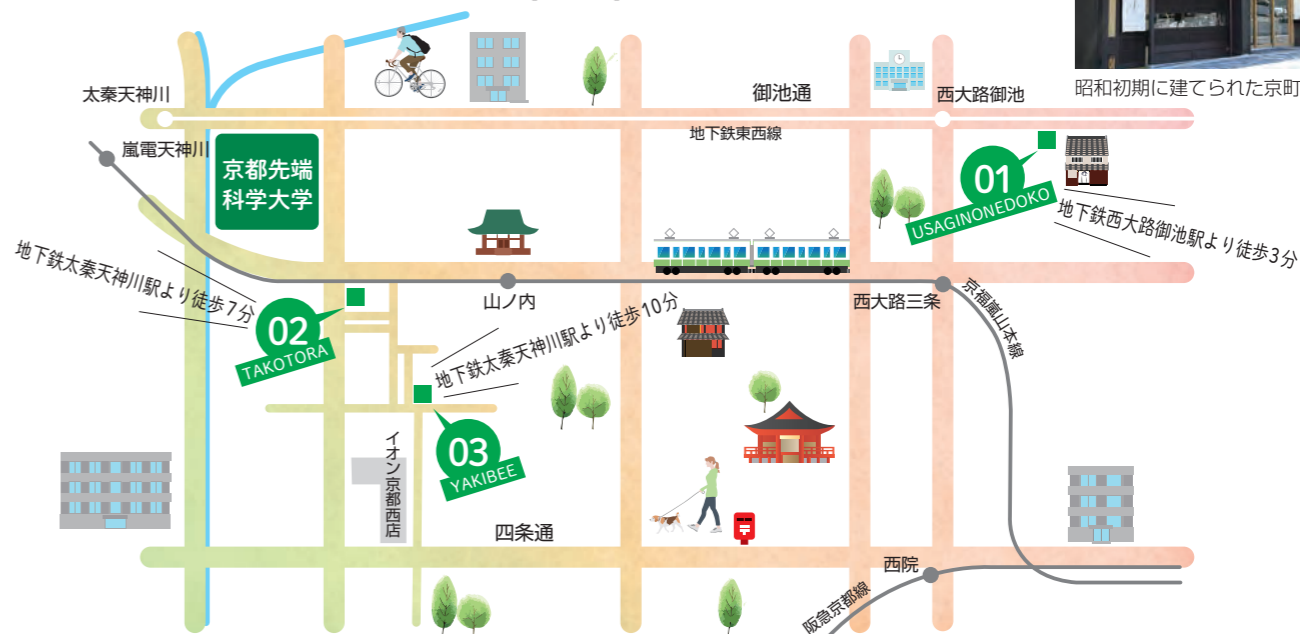 昭和初期に建てられた京町
太秦天神川
御池通
西大路御池
地下鉄東西線
嵐電天神川
京都先端
科学大学
01
USAGINONEDOKO
地下鉄西大路御池駅より徒歩3分
地下鉄太秦天神川駅より徒歩7分
02
TAKOTORA
山ノ内
西大路三条
京福嵐山本線
地下鉄太秦天神川駅より徒歩10分
03
YAKIBEE
イオン京都西店
四条通
西院
阪急京都線